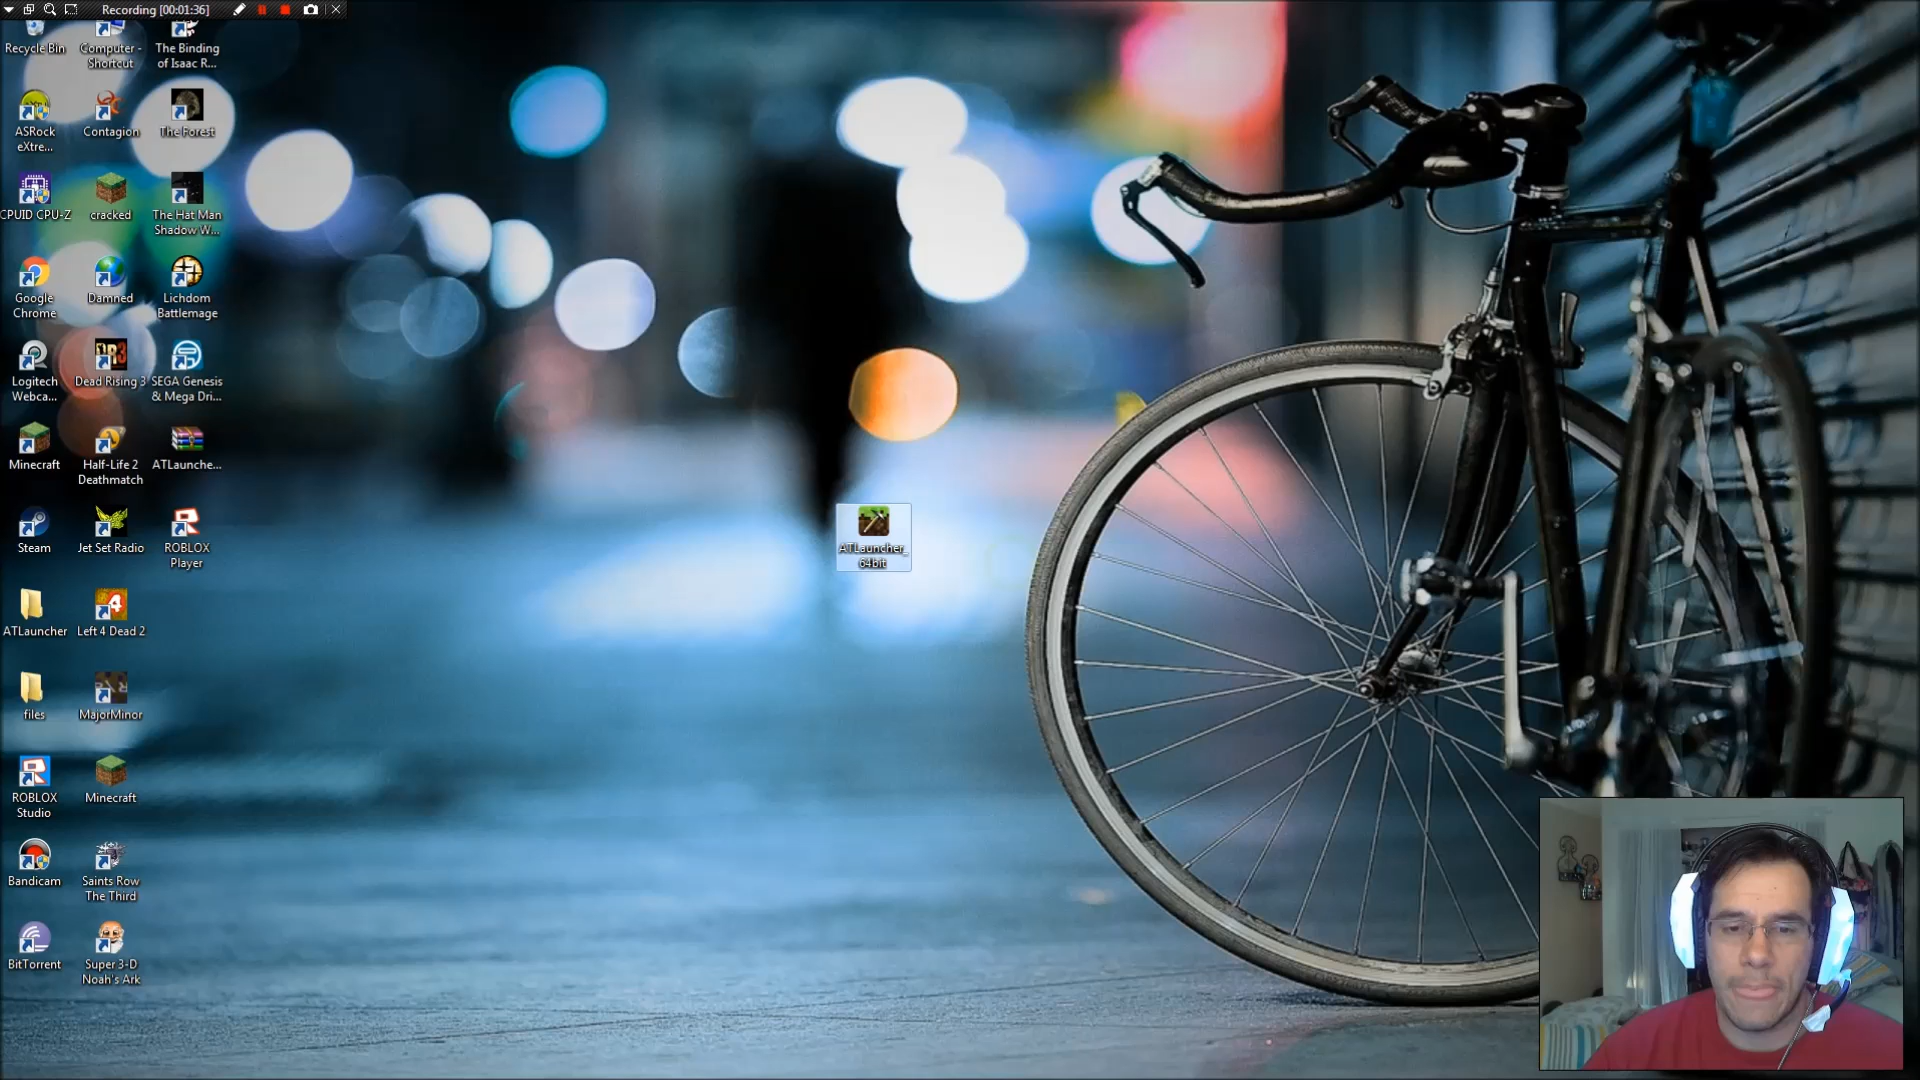 Recording [00:01:36]
Recycle Bin
Computer -
Shortcut
The Binding
of Isaac R...
ASRock
eXtre...
Contagion
The Forest
CPUID CPU-Z
cracked
The Hat Man
Shadow W...
Google
Chrome
Damned
Lichdom
Battlemage
Logitech
Webca...
Dead Rising 3
SEGA Genesis
& Mega Dri...
Minecraft
Half-Life 2
Deathmatch
ATLaunche...
Steam
Jet Set Radio
ROBLOX
Player
ATLauncher_
64bit
ATLauncher
Left 4 Dead 2
files
MajorMinor
ROBLOX
Studio
Minecraft
Bandicam
Saints Row
The Third
BitTorrent
Super 3-D
Noah's Ark